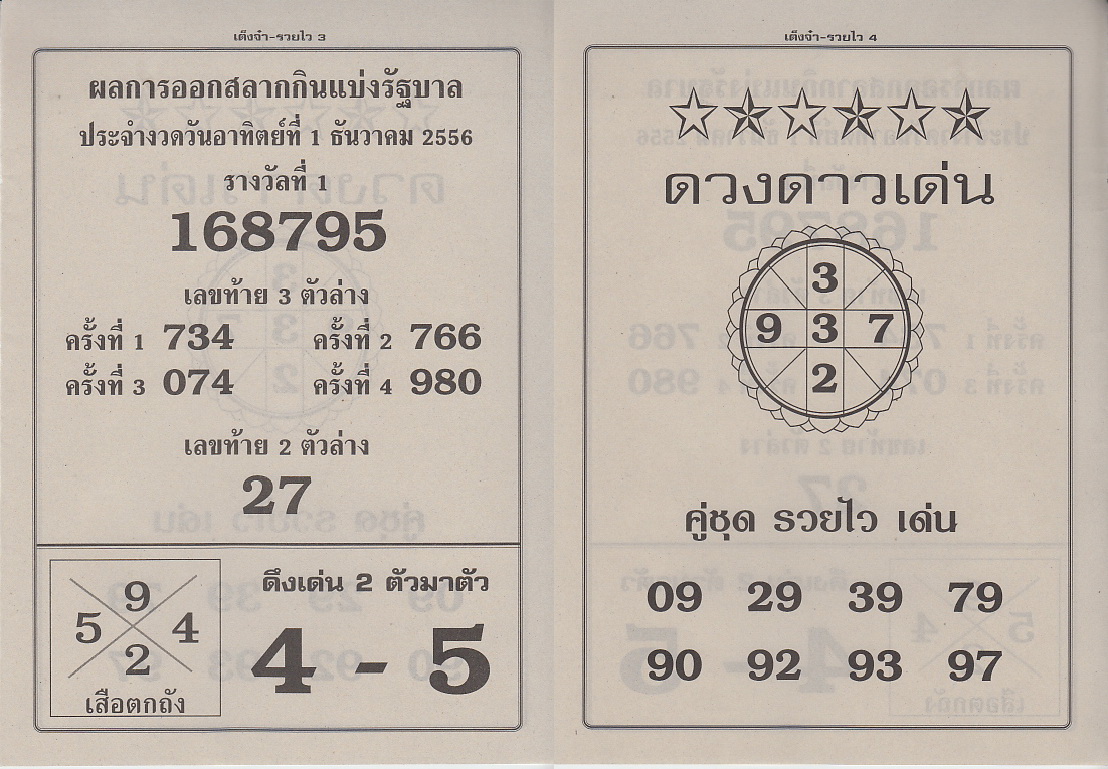 เต็งจ๋า-รวยไว 3
ผลการออกสลากกินแบ่งรัฐบาล
ประจำงวดวันอาทิตย์ที่ 1 ธันวาคม 2556
รางวัลที่ 1
168795
เลขท้าย 3 ตัวล่าง
ครั้งที่ 1 734 ครั้งที่ 2 766
ครั้งที่ 3 074 ครั้งที่ 4 980
เลขท้าย 2 ตัวล่าง
27
9
5 4
2
เสือตกถัง
ดึงเด่น 2 ตัวมาตัว
4 - 5
เต็งจ๋า-รวยไว 4
ดวงดาวเด่น
3
9 3 7
2
คู่ชุด รวยไว เด่น
09 29 39 79
90 92 93 97